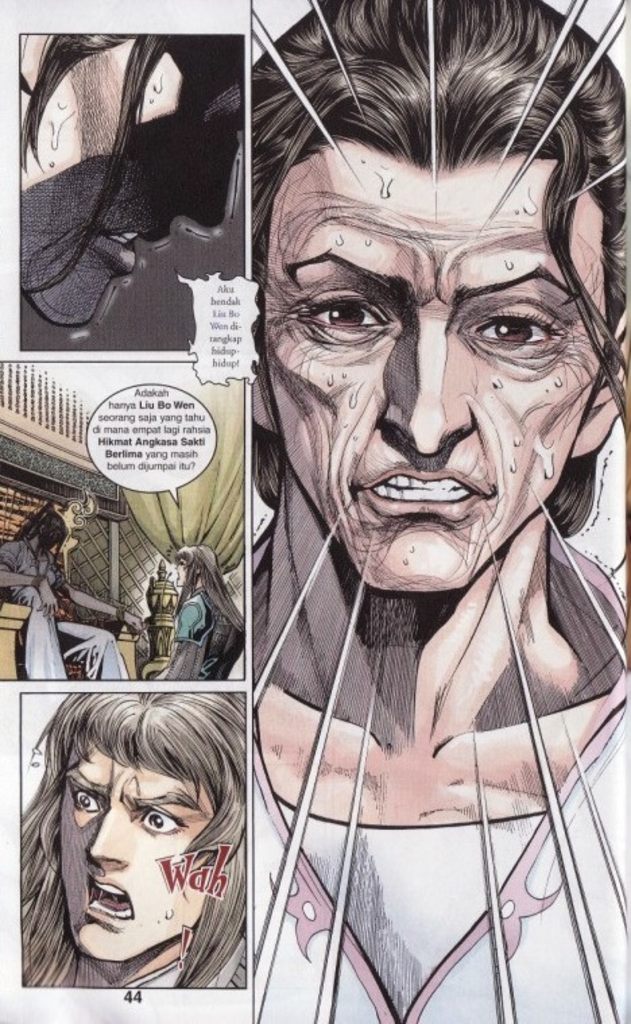 Aku
hendak
Liu Bo
Wen di-
tangkap
hidup-
hidup!
Adakah
hanya Liu Bo Wen
seorang saja yang tahu
di mana empat lagi rahsia
Hikmat Angkasa Sakti
Berlima yang masih
belum dijumpai itu?
Wah
!
44